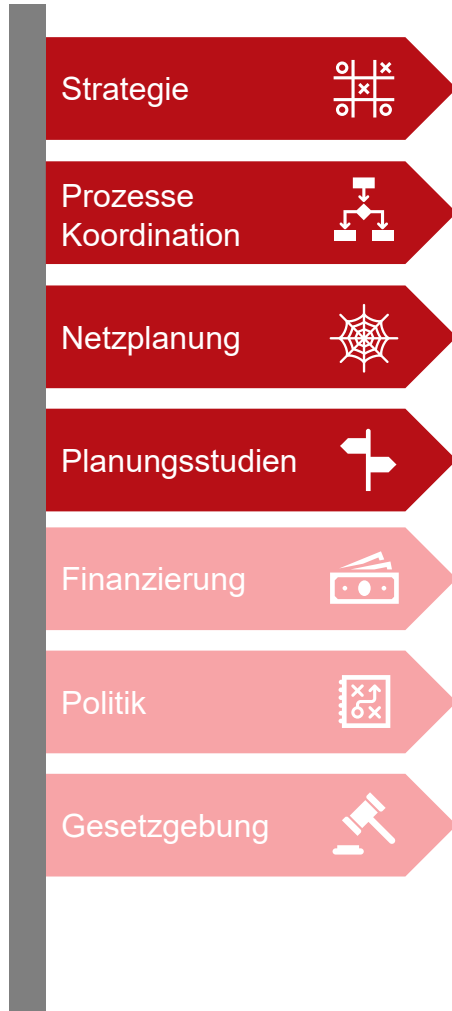 Strategie
Prozesse
Koordination
Netzplanung
Planungsstudien
Finanzierung
Politik
Gesetzgebung